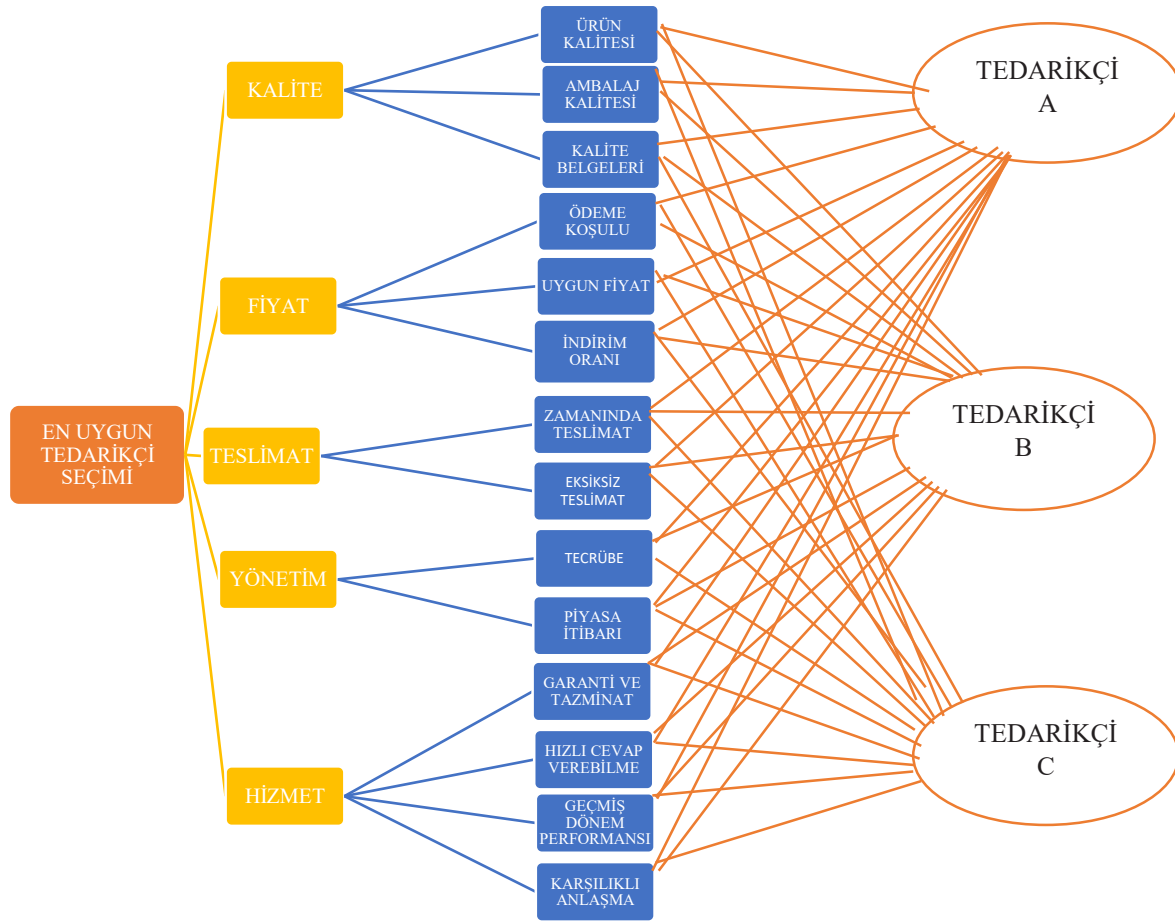 EN UYGUN
TEDARİKÇİ
SEÇİMİ
KALİTE
FİYAT
TESLİMAT
YÖNETİM
HİZMET
ÜRÜN
KALİTESİ
AMBALAJ
KALİTESİ
KALİTE
BELGELERİ
ÖDEME
KOŞULU
UYGUN FİYAT
İNDİRİM
ORANI
ZAMANINDA
TESLİMAT
EKSİKSİZ
TESLİMAT
TECRÜBE
PİYASA
İTİBARI
GARANTİ VE
TAZMİNAT
HIZLI CEVAP
VEREBİLME
GEÇMİŞ
DÖNEM
PERFORMANSI
KARŞILIKLI
ANLAŞMA
TEDARİKÇİ
A
TEDARİKÇİ
B
TEDARİKÇİ
C